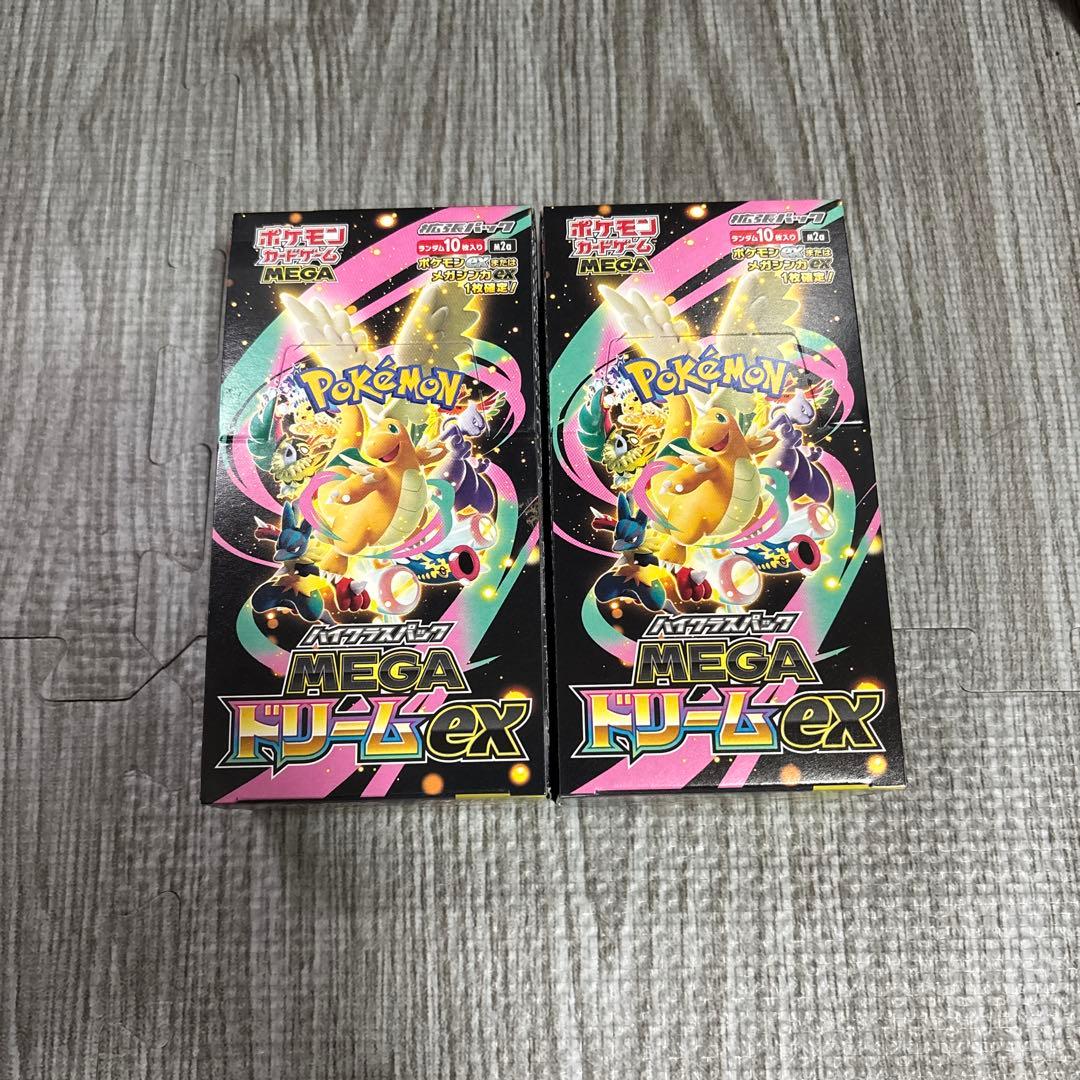 ポケモン
カードゲーム
MEGA
拡張パック
ランダム10枚入り
第2弾
ポケモンexまたは
メガシンカex
1枚確定!
POKéMON
ハイクラスパック
MEGA
ドリームex
ポケモン
カードゲーム
MEGA
拡張パック
ランダム10枚入り
第2弾
ポケモンexまたは
メガシンカex
1枚確定!
POKéMON
ハイクラスパック
MEGA
ドリームex